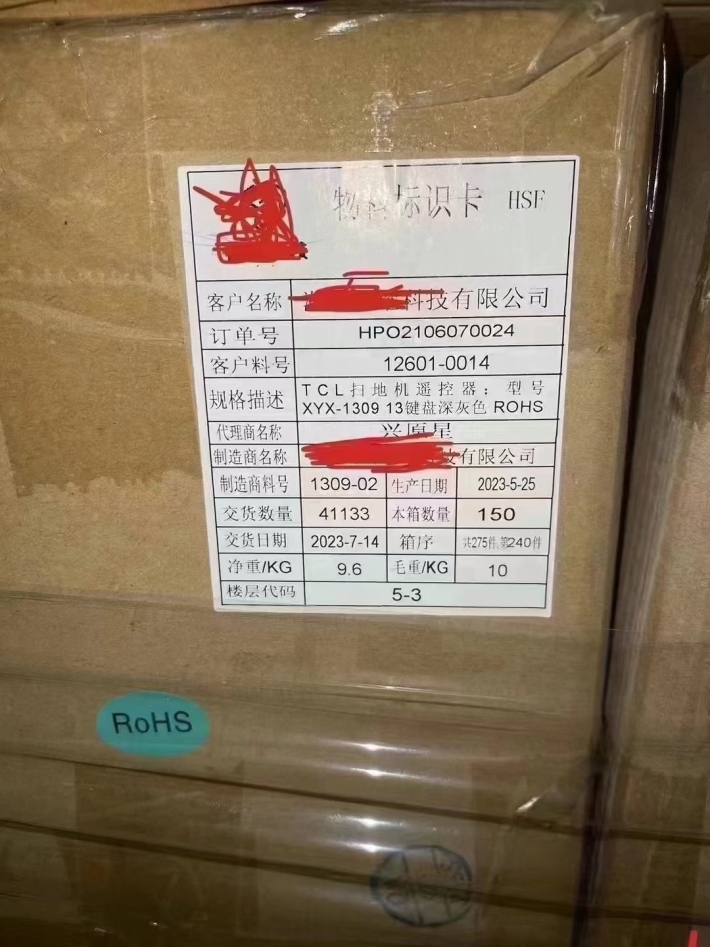 物料标识卡 HSF
客户名称 科技有限公司
订单号 HPO2106070024
客户料号 12601-0014
规格描述 TCL扫地机遥控器：型号
XYX-1309 13键盘深灰色 ROHS
代理商名称 兴原星
制造商名称 技有限公司
制造商料号 1309-02 生产日期 2023-5-25
交货数量 41133 本箱数量 150
交货日期 2023-7-14 箱序 共275件,第240件
净重/KG 9.6 毛重/KG 10
楼层代码 5-3
RoHS